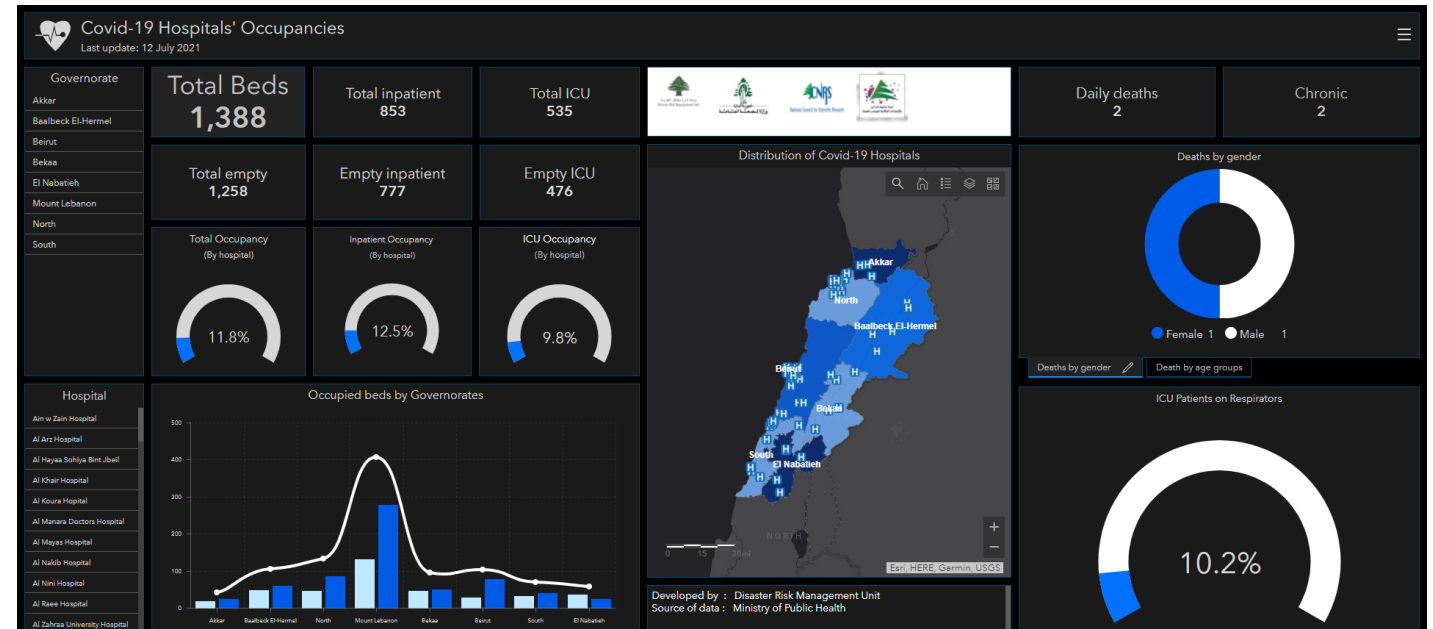 Covid-19 Hospitals' Occupancies
Last update: 12 July 2021
Governorate
Akkar
Baalbeck El-Hermel
Beirut
Bekaa
El Nabatieh
Mount Lebanon
North
South
Total Beds
1,388
Total inpatient
853
Total ICU
535
Total empty
1,258
Empty inpatient
777
Empty ICU
476
Total Occupancy
(By hospital)
11.8%
Inpatient Occupancy
(By hospital)
12.5%
ICU Occupancy
(By hospital)
9.8%
CNRS
National Council for Scientific Research
Distribution of Covid-19 Hospitals
H
Akkar
North
Baalbeck El-Hermel
Beirut
Bekaa
South
El Nabatieh
NORTH
0 15 30mi
+
−
Esri, HERE, Garmin, USGS
Developed by : Disaster Risk Management Unit
Source of data : Ministry of Public Health
Daily deaths
2
Chronic
2
Deaths by gender
Female 1 Male 1
Deaths by gender
Death by age groups
ICU Patients on Respirators
10.2%
Hospital
Ain w Zain Hospital
Al Arz Hospital
Al Hayaa Sohiya Bint Jbeil
Al Khair Hospital
Al Koura Hopital
Al Manara Doctors Hospital
Al Mayas Hospital
Al Nakib Hospital
Al Nini Hospital
Al Raee Hospital
Al Zahraa University Hospital
Occupied beds by Governorates
500
400
300
200
100
0
Akkar Baalbeck El-Hermel North Mount Lebanon Bekaa Beirut South El Nabatieh